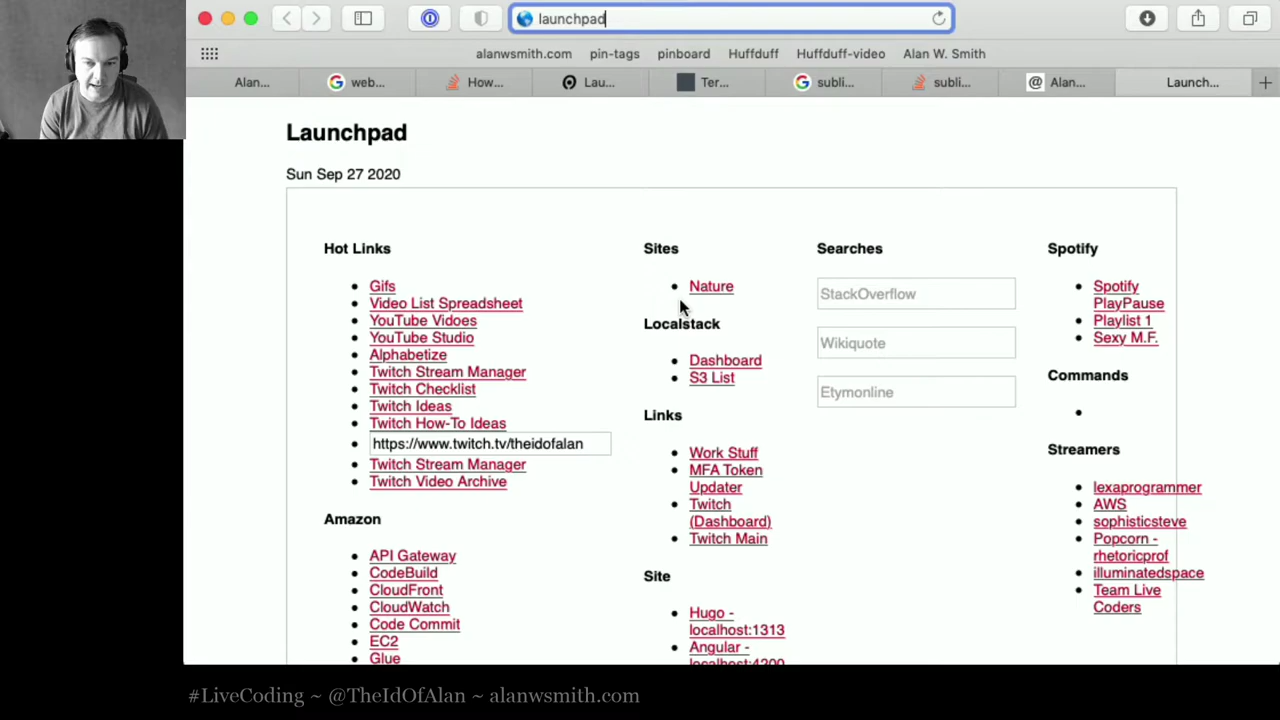 launchpad
alanwsmith.com pin-tags pinboard Huffduff Huffduff-video Alan W. Smith
Alan... web... How... Lau... Ter... subli... subli... Alan... Launch...
Launchpad
Sun Sep 27 2020
Hot Links
Gifs
Video List Spreadsheet
YouTube Vidoes
YouTube Studio
Alphabetize
Twitch Stream Manager
Twitch Checklist
Twitch Ideas
Twitch How-To Ideas
https://www.twitch.tv/theidofalan
Twitch Stream Manager
Twitch Video Archive
Amazon
API Gateway
CodeBuild
CloudFront
CloudWatch
Code Commit
EC2
Glue
Sites
Nature
Localstack
Dashboard
S3 List
Links
Work Stuff
MFA Token
Updater
Twitch
(Dashboard)
Twitch Main
Site
Hugo -
localhost:1313
Angular -
localhost:4200
Searches
StackOverflow
Wikiquote
Etymonline
Spotify
Spotify
PlayPause
Playlist 1
Sexy M.F.
Commands
Streamers
lexaprogrammer
AWS
sophisticsteve
Popcorn -
rhetoricprof
illuminatedspace
Team Live
Coders
#LiveCoding ~ @TheIdOfAlan ~ alanwsmith.com